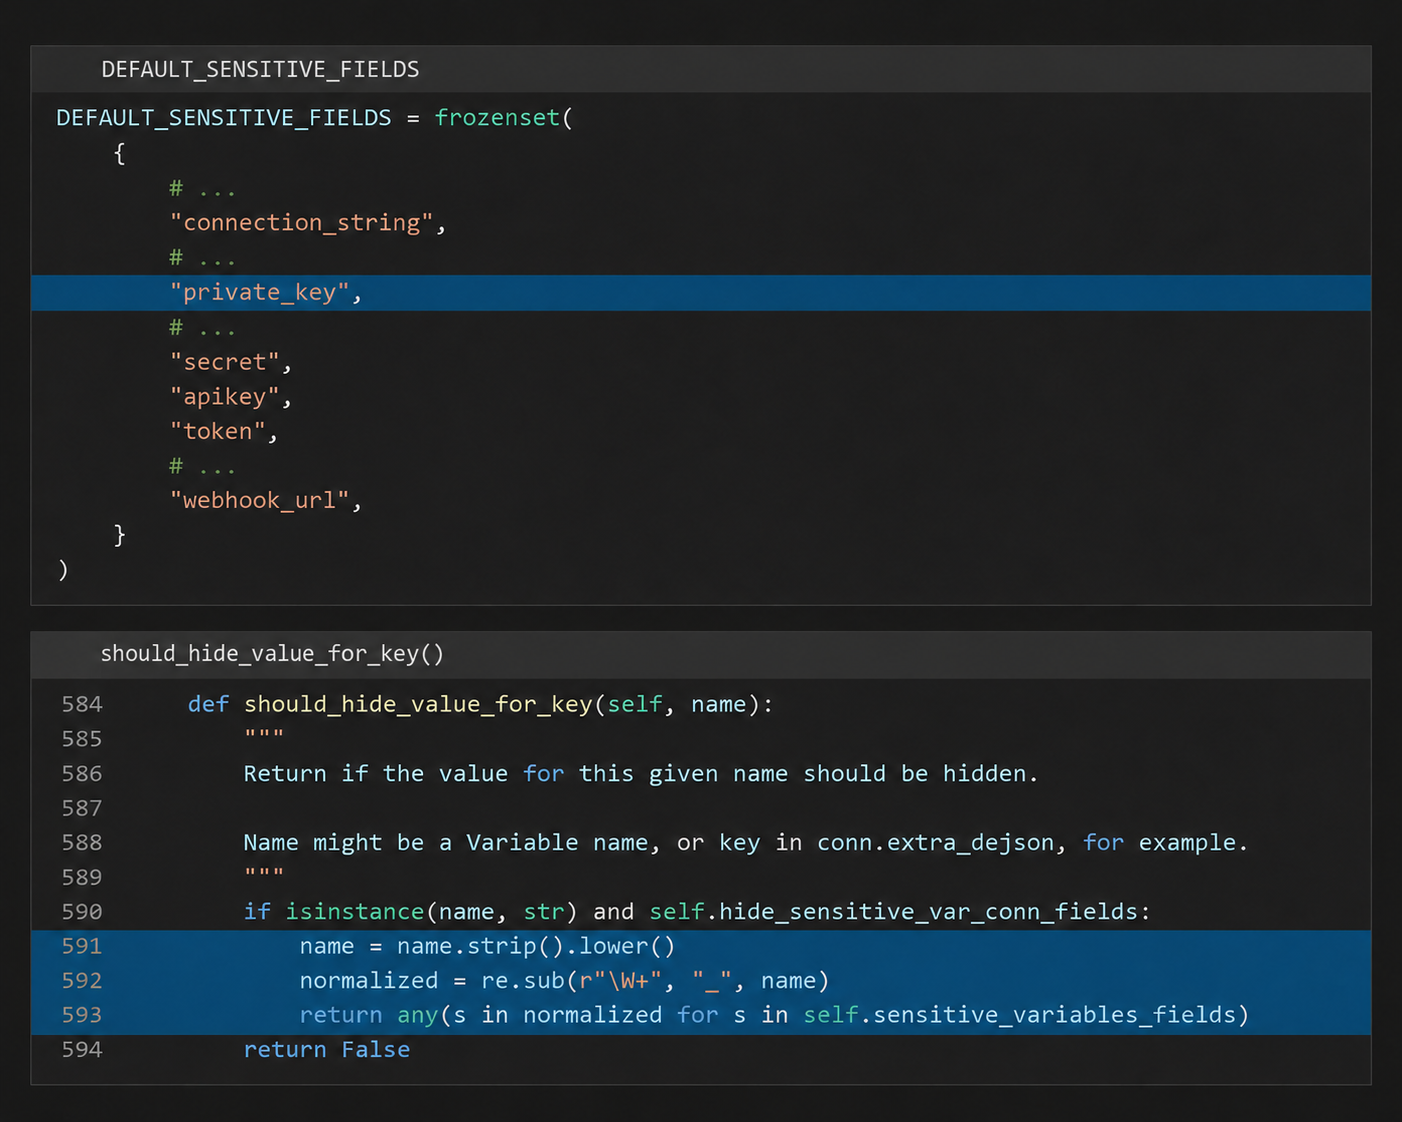 DEFAULT_SENSITIVE_FIELDS
DEFAULT_SENSITIVE_FIELDS = frozenset(
    {
        # ...
        "connection_string",
        # ...
        "private_key",
        # ...
        "secret",
        "apikey",
        "token",
        # ...
        "webhook_url",
    }
)
should_hide_value_for_key()
584      def should_hide_value_for_key(self, name):
585          """
586          Return if the value for this given name should be hidden.
587
588          Name might be a Variable name, or key in conn.extra_dejson, for example.
589          """
590          if isinstance(name, str) and self.hide_sensitive_var_conn_fields:
591              name = name.strip().lower()
592              normalized = re.sub(r"\W+", "_", name)
593              return any(s in normalized for s in self.sensitive_variables_fields)
594          return False